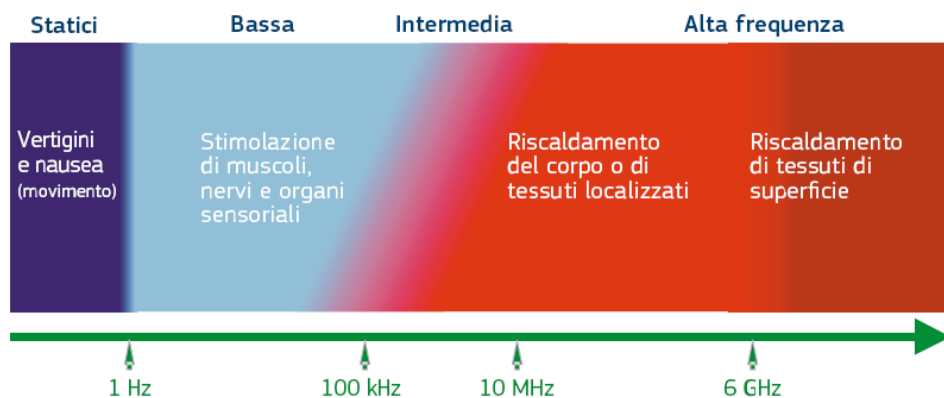 Statici
Bassa
Intermedia
Alta frequenza
Vertigini
e nausea
(movimento)
Stimolazione
di muscoli,
nervi e organi
sensoriali
Riscaldamento
del corpo o di
tessuti localizzati
Riscaldamento
di tessuti di
superficie
1 Hz
100 kHz
10 MHz
6 GHz